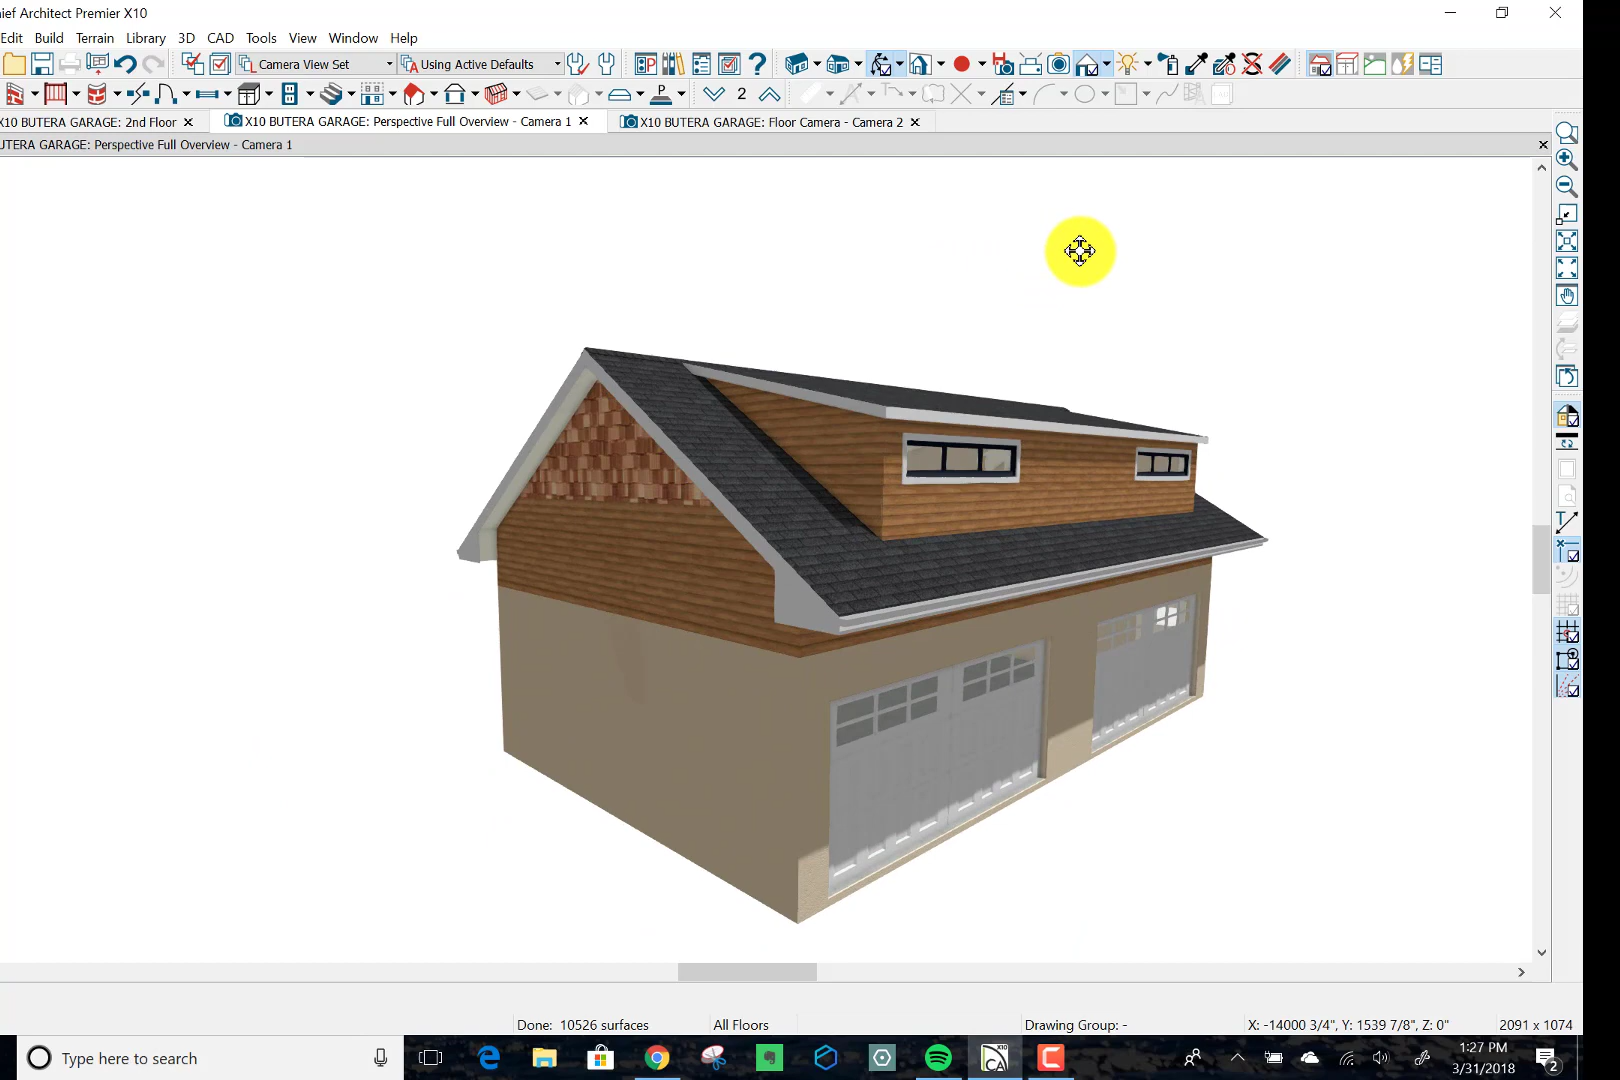 ief Architect Premier X10
Edit Build Terrain Library 3D CAD Tools View Window Help
Camera View Set Using Active Defaults
2
X10 BUTERA GARAGE: 2nd Floor X10 BUTERA GARAGE: Perspective Full Overview - Camera 1 X10 BUTERA GARAGE: Floor Camera - Camera 2
UTERA GARAGE: Perspective Full Overview - Camera 1
Done: 10526 surfaces All Floors Drawing Group: - X: -14000 3/4", Y: 1539 7/8", Z: 0" 2091 x 1074
Type here to search
X10
CA
1:27 PM
3/31/2018
2